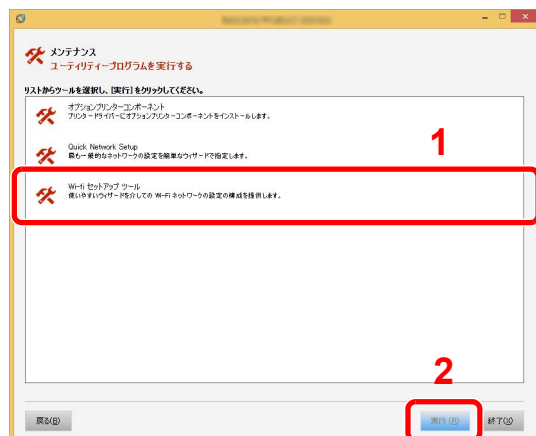 メンテナンス
ユーティリティープログラムを実行する
リストからツールを選択し、[実行]をクリックしてください。
オプションプリンターコンポーネント
プリンタードライバーにオプションプリンターコンポーネントをインストールします。
1
Quick Network Setup
最も一般的なネットワークの設定を簡単なウィザードで指定します。
Wi-fi セットアップ ツール
使いやすいウィザードを介しての Wi-Fi ネットワークの設定の構成を提供します。
2
戻る(B)
実行 (R)
終了(X)